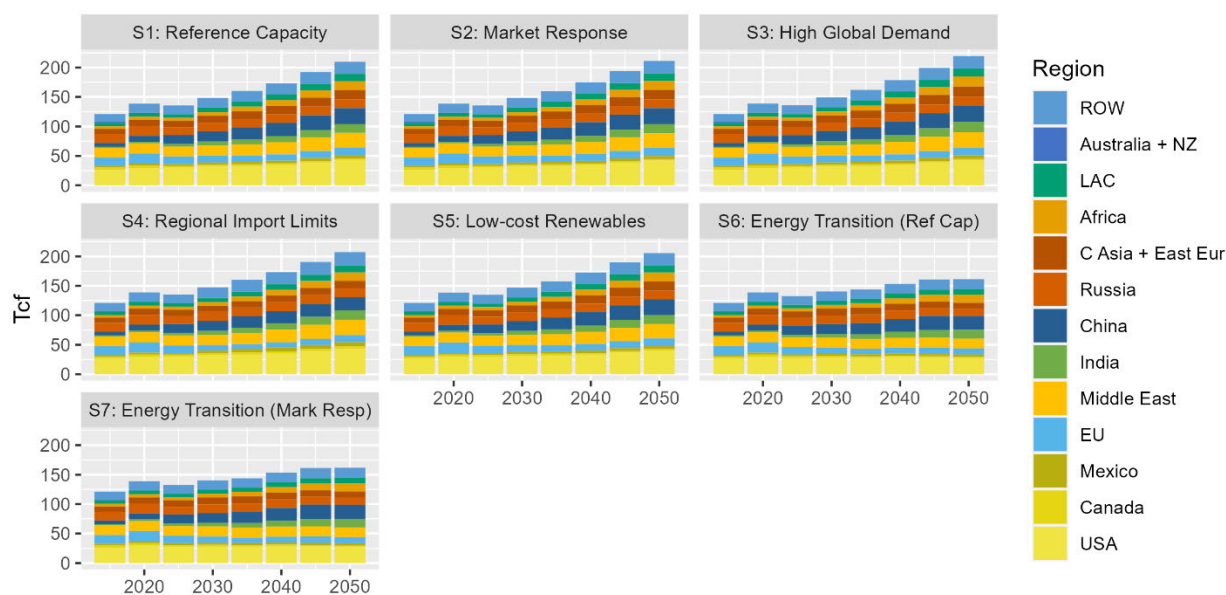 S1: Reference Capacity
S2: Market Response
S3: High Global Demand
200
150
100
50
0
S4: Regional Import Limits
S5: Low-cost Renewables
S6: Energy Transition (Ref Cap)
200
150
100
50
0
Tcf
2020
2030
2040
2050
2020
2030
2040
2050
S7: Energy Transition (Mark Resp)
200
150
100
50
0
2020
2030
2040
2050
Region
ROW
Australia + NZ
LAC
Africa
C Asia + East Eur
Russia
China
India
Middle East
EU
Mexico
Canada
USA